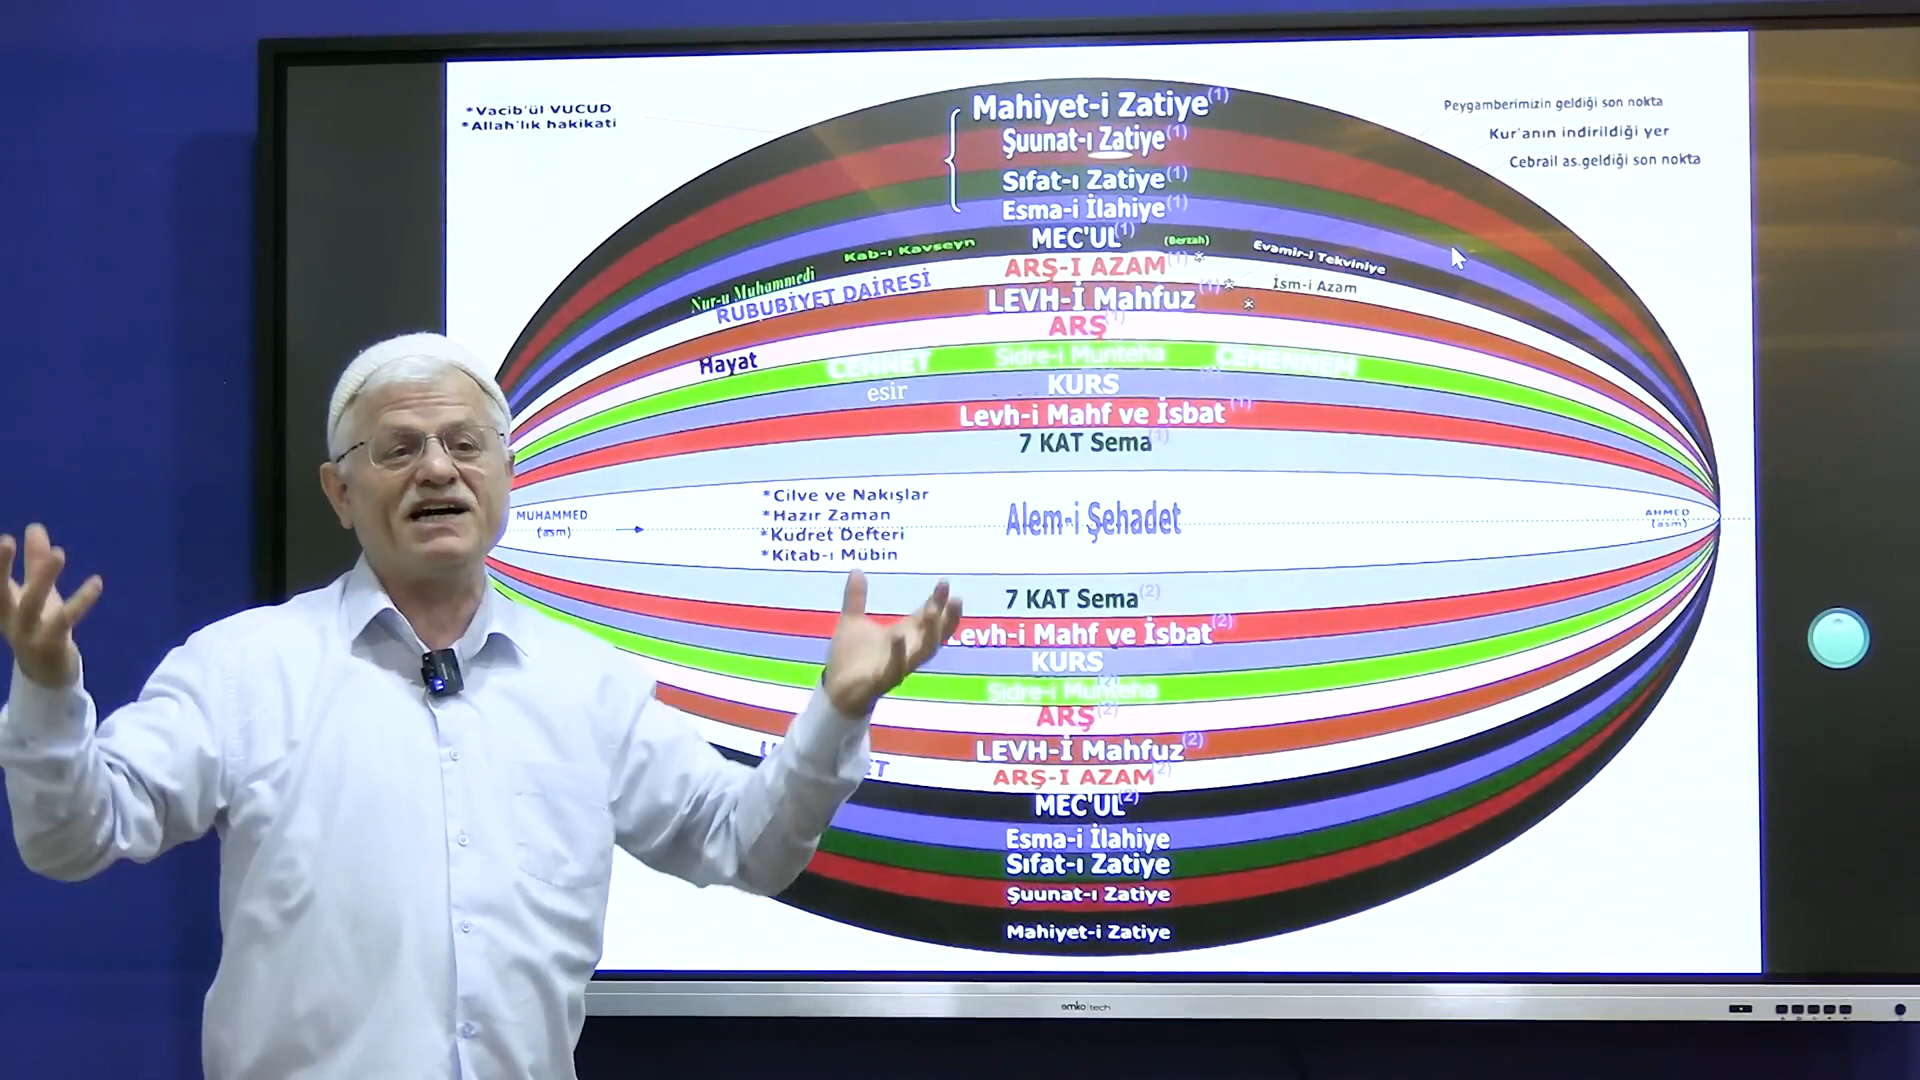 *Vacib'ül VUCUD
*Allah'lık hakikati
Peygamberimizin geldiği son nokta
Kur'anın indirildiği yer
Cebrail as.geldiği son nokta
Mahiyet-i Zatiye(1)
Şuunat-ı Zatiye(1)
Sıfat-ı Zatiye(1)
Esma-i İlahiye(1)
Kab-ı Kavseyn MEC'UL(1) (Berzah) Evamir-i Tekviniye
Nur-u Muhammedi
RUBUBİYET DAİRESİ ARŞ-I AZAM(1)* İsm-i Azam
LEVH-İ Mahfuz(1)* *
ARŞ(1)
Hayat CENNET Sidre-i Munteha CEHENNEM
esir KURS
Levh-i Mahf ve İsbat(1)
7 KAT Sema(1)
MUHAMMED
(asm)
*Cilve ve Nakışlar
*Hazır Zaman
*Kudret Defteri
*Kitab-ı Mübin
Alem-i Şehadet
AHMED
(asm)
7 KAT Sema(2)
Levh-i Mahf ve İsbat(2)
KURS
Sidre-i Munteha(2)
ARŞ(2)
LEVH-İ Mahfuz(2)
ARŞ-I AZAM(2)
MEC'UL(2)
Esma-i İlahiye
Sıfat-ı Zatiye
Şuunat-ı Zatiye
Mahiyet-i Zatiye
emko|tech